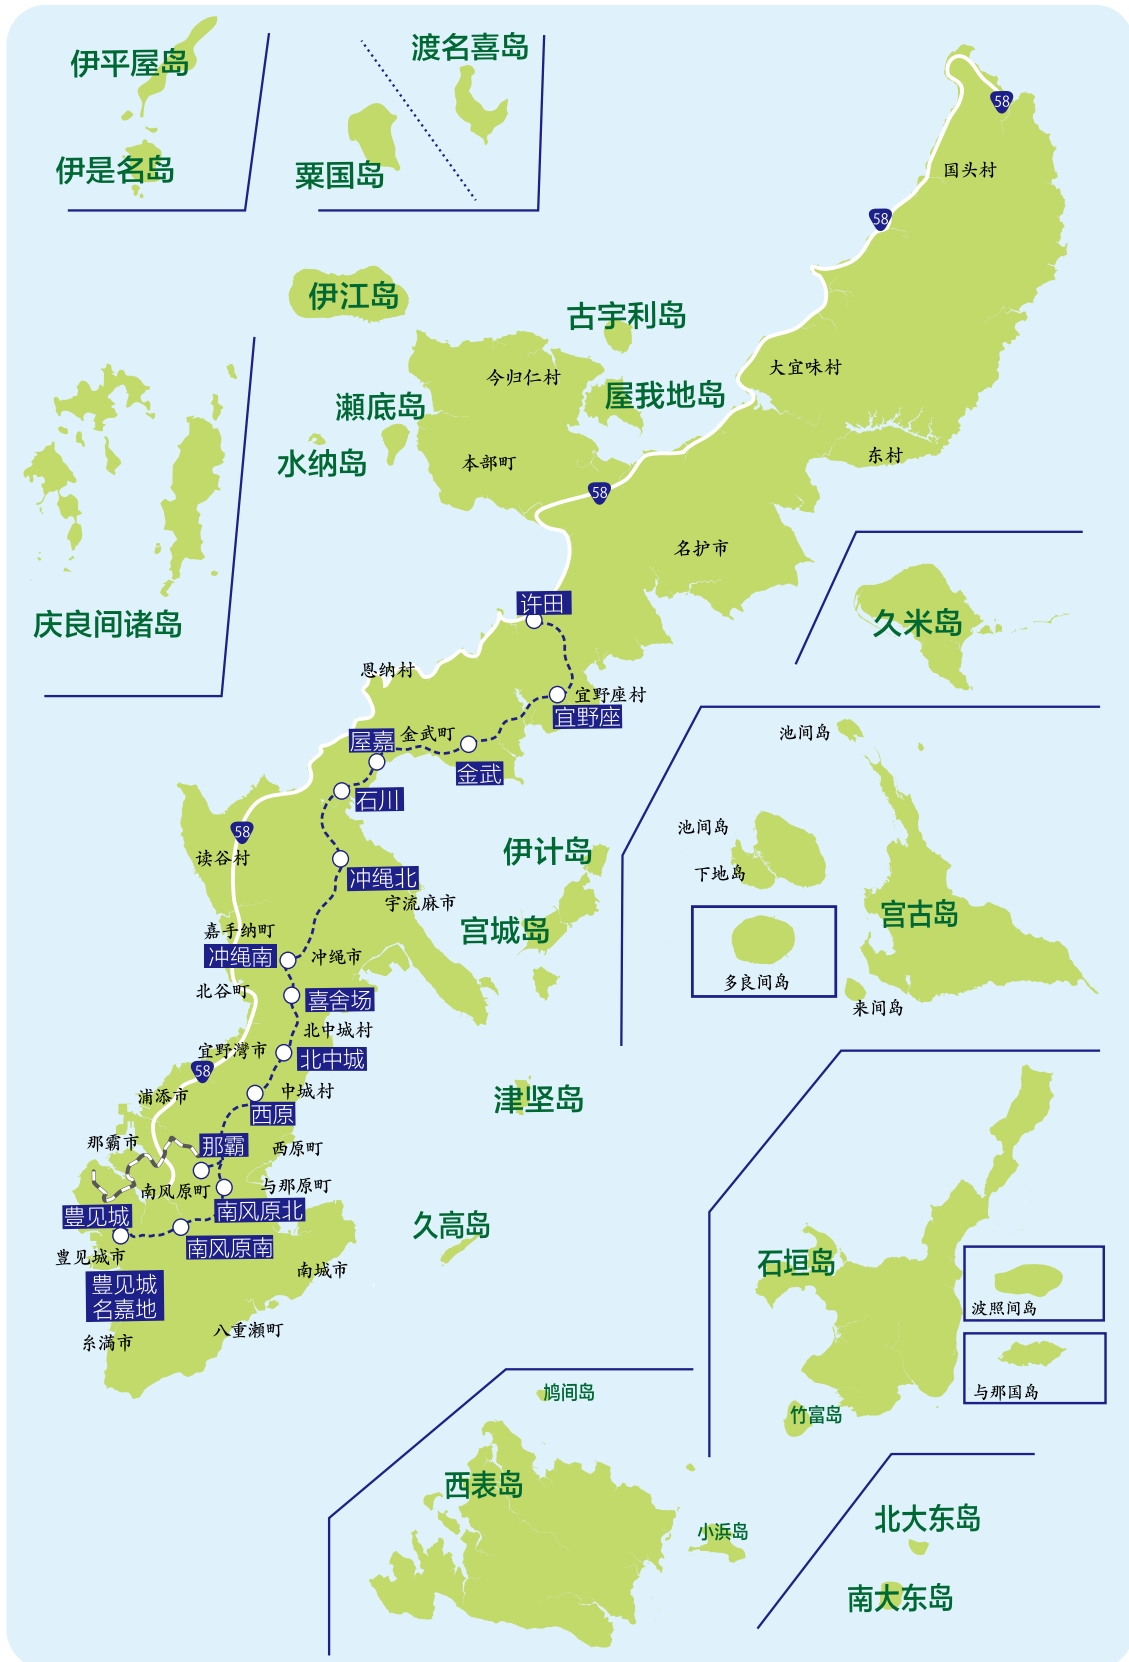 伊平屋岛
伊是名岛
渡名喜岛
粟国岛
58
国头村
58
伊江岛
古宇利岛
大宜味村
今归仁村
屋我地岛
瀬底岛
水纳岛
本部町
东村
58
名护市
庆良间诸岛
许田
久米岛
恩纳村
宜野座村
宜野座
屋嘉
金武町
金武
石川
池间岛
58
读谷村
池间岛
下地岛
伊计岛
冲绳北
宇流麻市
宫城岛
宫古岛
嘉手纳町
冲绳南
冲绳市
多良间岛
来间岛
北谷町
喜舍场
北中城村
宜野灣市
北中城
58
浦添市
中城村
津坚岛
西原
那霸市
那霸
西原町
南风原町
与那原町
豊见城
南风原北
久高岛
南风原南
豊见城市
石垣岛
南城市
豊见城
名嘉地
波照间岛
糸満市
八重瀬町
与那国岛
鸠间岛
竹富岛
西表岛
小浜岛
北大东岛
南大东岛